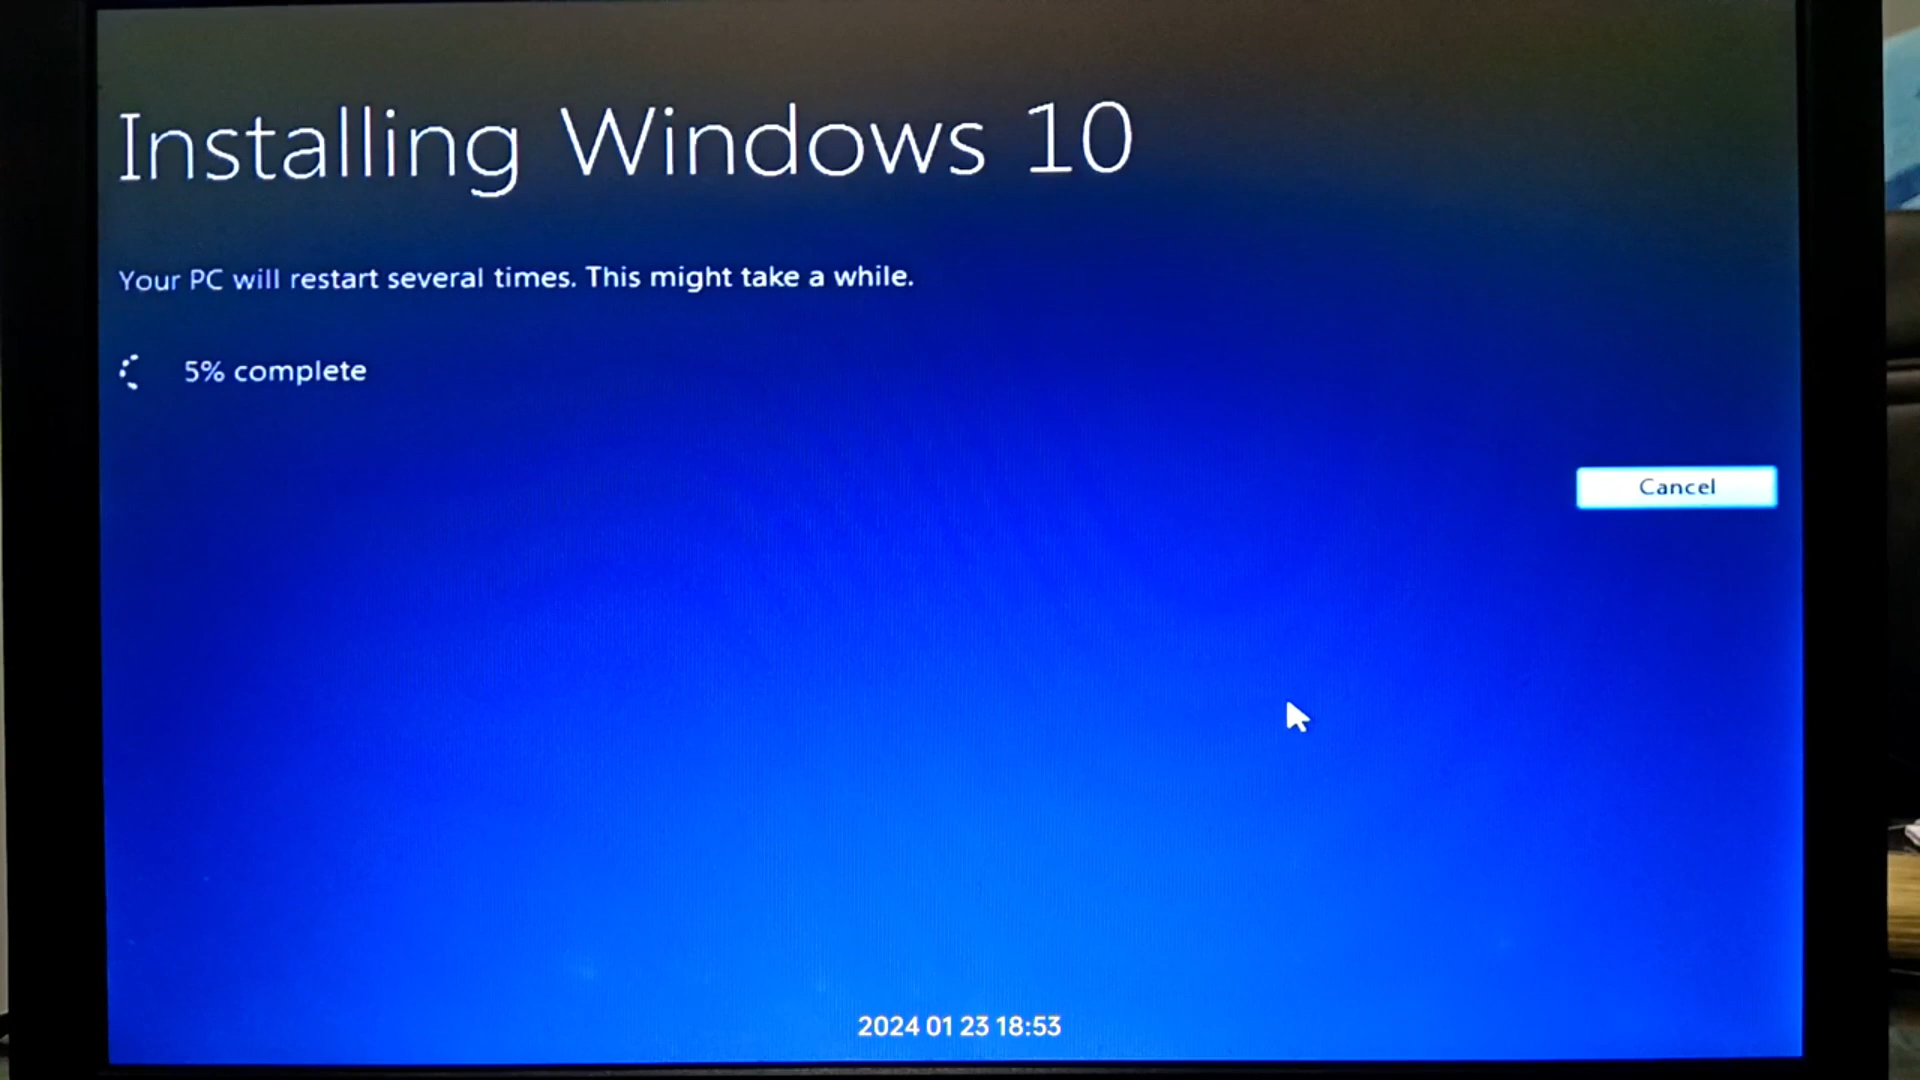 Installing Windows 10
Your PC will restart several times. This might take a while.
5% complete
Cancel
2024 01 23 18:53